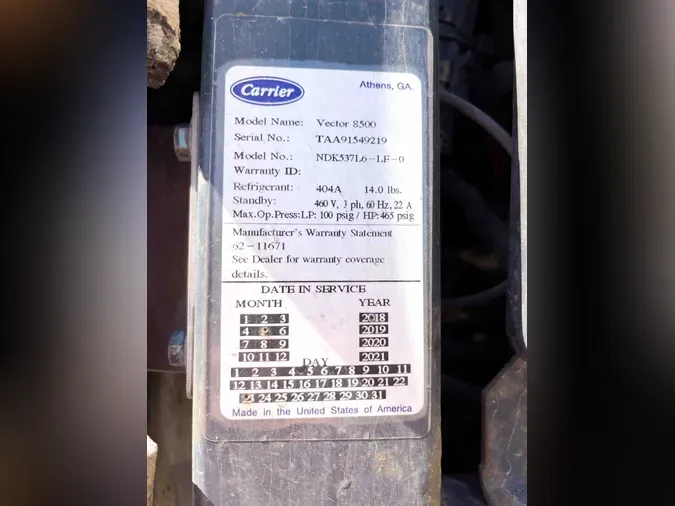 Carrier
Athens, GA.
Model Name: Vector 8500
Serial No.: TAA91549219
Model No.: NDK537L6-LF-0
Warranty ID:
Refrigerant: 404A 14.0 lbs.
Standby: 460 V, 3 ph, 60 Hz, 22 A
Max.Op.Press:LP: 100 psig / HP:465 psig
Manufacturer's Warranty Statement
62-11671
See Dealer for warranty coverage
details.
DATE IN SERVICE
MONTH YEAR
1 2 3 2018
4 6 2019
7 8 9 2020
10 11 12 2021
DAY
1 2 3 4 5 6 7 8 9 10 11
12 13 14 15 16 17 18 19 20 21 22
23 24 25 26 27 28 29 30 31
Made in the United States of America